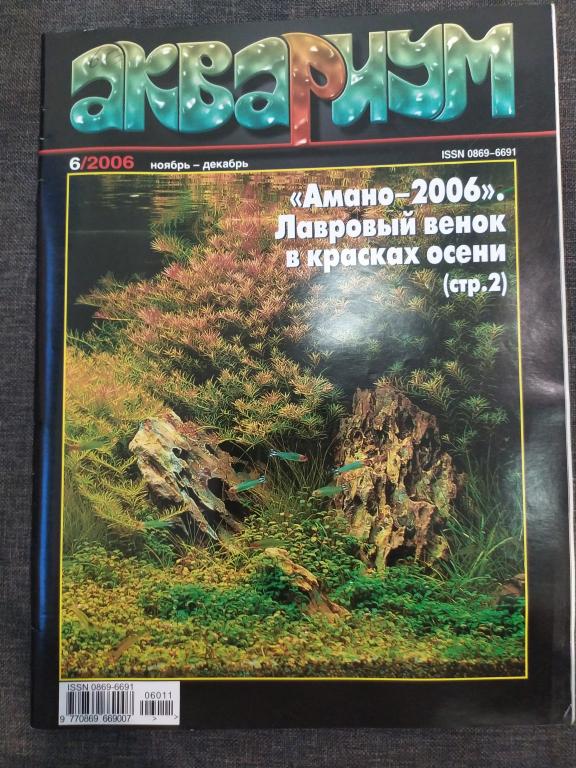 аквариум
6/2006 ноябрь – декабрь
ISSN 0869–6691
«Амано–2006».
Лавровый венок
в красках осени
(стр.2)
ISSN 0869-6691
06011
9 770869 669007 > >